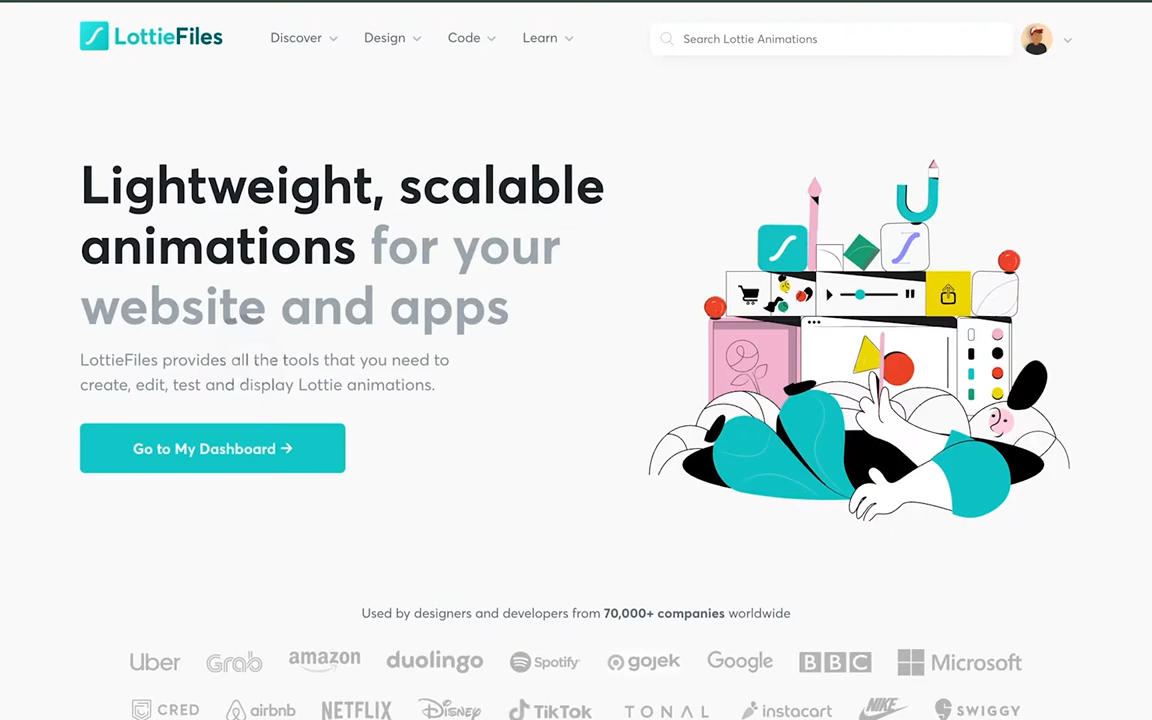 LottieFiles Discover Design Code Learn Search Lottie Animations
Lightweight, scalable
animations for your
website and apps
LottieFiles provides all the tools that you need to
create, edit, test and display Lottie animations.
Go to My Dashboard →
Used by designers and developers from 70,000+ companies worldwide
Uber Grab amazon duolingo Spotify gojek Google BBC Microsoft
CRED airbnb NETFLIX Disney TikTok TONAL instacart NIKE SWIGGY